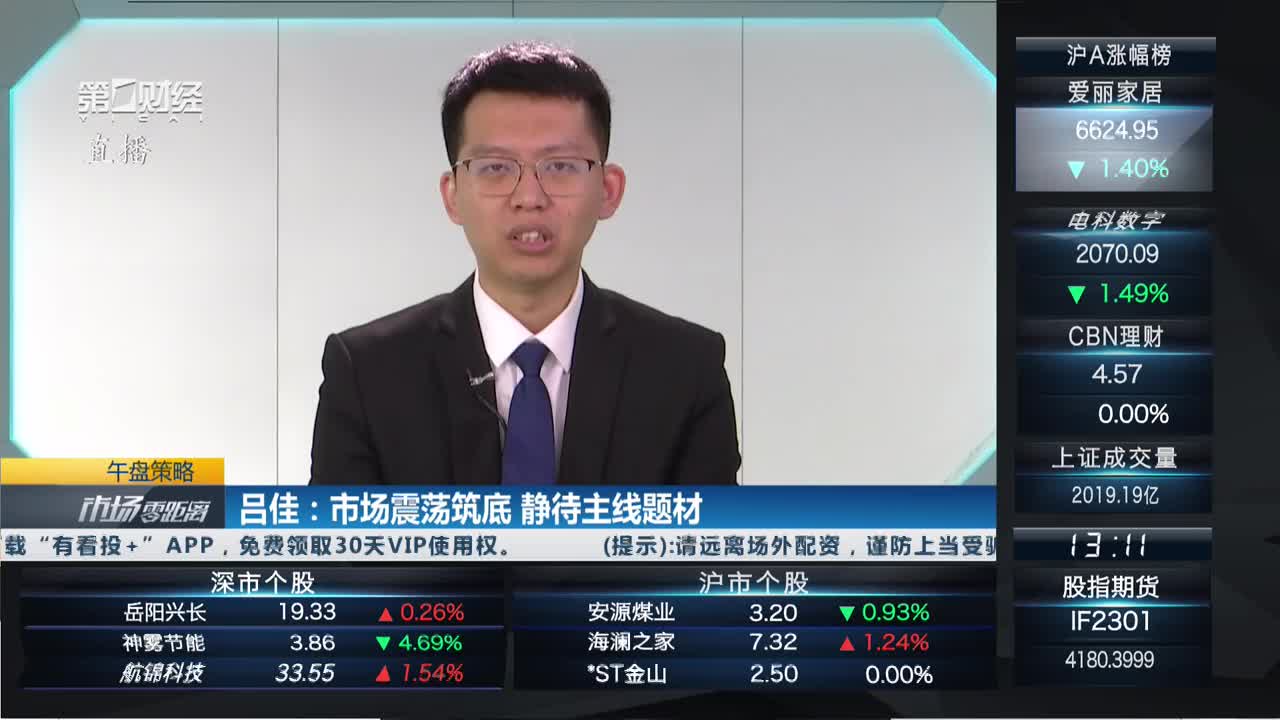 第一财经
YICAI
直播
沪A涨幅榜
爱丽家居
6624.95
▼ 1.40%
电科数字
2070.09
▼ 1.49%
CBN理财
4.57
0.00%
上证成交量
2019.19亿
13:11
股指期货
IF2301
4180.3999
午盘策略
市场零距离
吕佳：市场震荡筑底 静待主线题材
载“有看投+”APP，免费领取30天VIP使用权。 (提示):请远离场外配资，谨防上当受骗
深市个股
岳阳兴长 19.33 ▲ 0.26%
神雾节能 3.86 ▼ 4.69%
航锦科技 33.55 ▲ 1.54%
沪市个股
安源煤业 3.20 ▼ 0.93%
海澜之家 7.32 ▲ 1.24%
*ST金山 2.50 0.00%